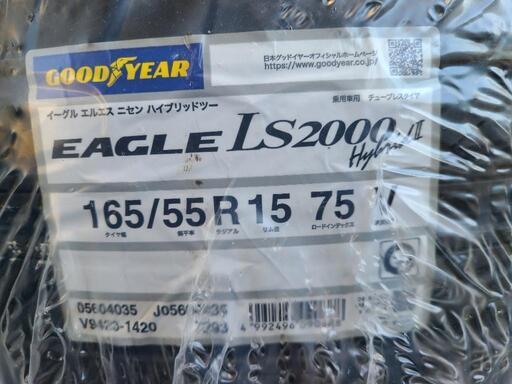 GOODYEAR
日本グッドイヤーオフィシャルホームページ
https://www.goodyear.co.jp/
イーグル エルエス ニセン ハイブリッドツー
乗用車用 チューブレスタイヤ
EAGLE LS2000 Hybrid II
165/55 R 15 75
タイヤ幅 偏平率 ラジアル リム径 ロードインデックス
05604035
V9420-1420